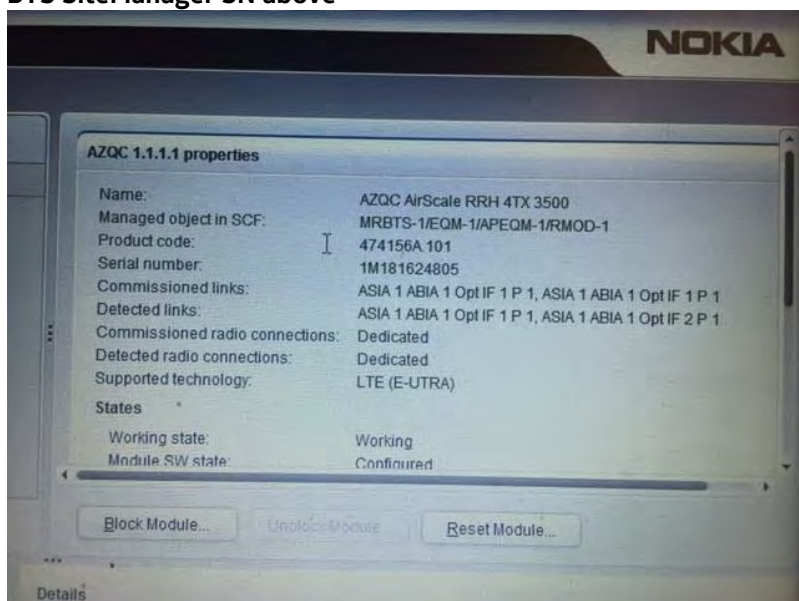 BTS SiteManager SN above
NOKIA
AZQC 1.1.1.1 properties
Name: AZQC AirScale RRH 4TX 3500
Managed object in SCF: MRBTS-1/EQM-1/APEQM-1/RMOD-1
Product code: 474156A.101
Serial number: 1M181624805
Commissioned links: ASIA 1 ABIA 1 Opt IF 1 P 1, ASIA 1 ABIA 1 Opt IF 1 P 1
Detected links: ASIA 1 ABIA 1 Opt IF 1 P 1, ASIA 1 ABIA 1 Opt IF 2 P 1
Commissioned radio connections: Dedicated
Detected radio connections: Dedicated
Supported technology: LTE (E-UTRA)
States
Working state: Working
Module SW state: Configured
Block Module... Unblock Module... Reset Module...
Details